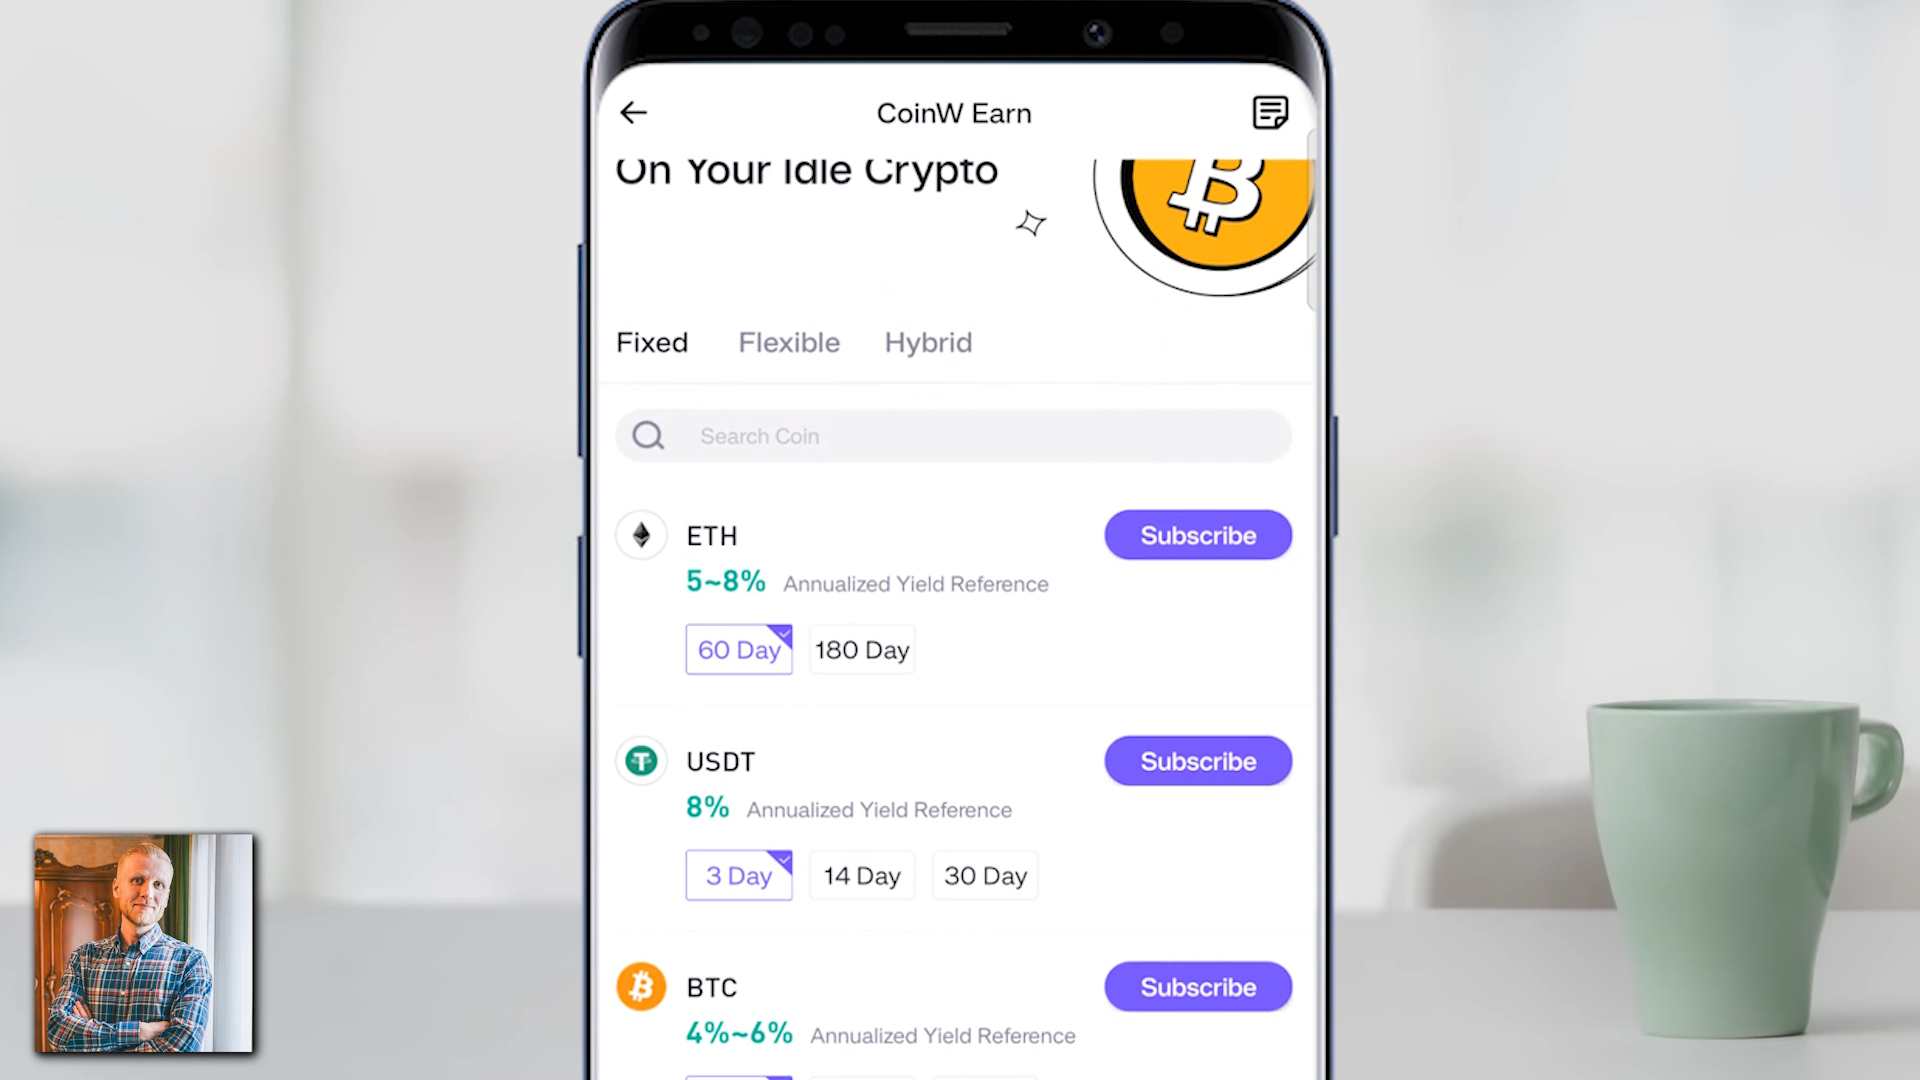 CoinW Earn
On Your Idle Crypto
Fixed Flexible Hybrid
Search Coin
ETH Subscribe
5~8% Annualized Yield Reference
60 Day 180 Day
USDT Subscribe
8% Annualized Yield Reference
3 Day 14 Day 30 Day
BTC Subscribe
4%~6% Annualized Yield Reference